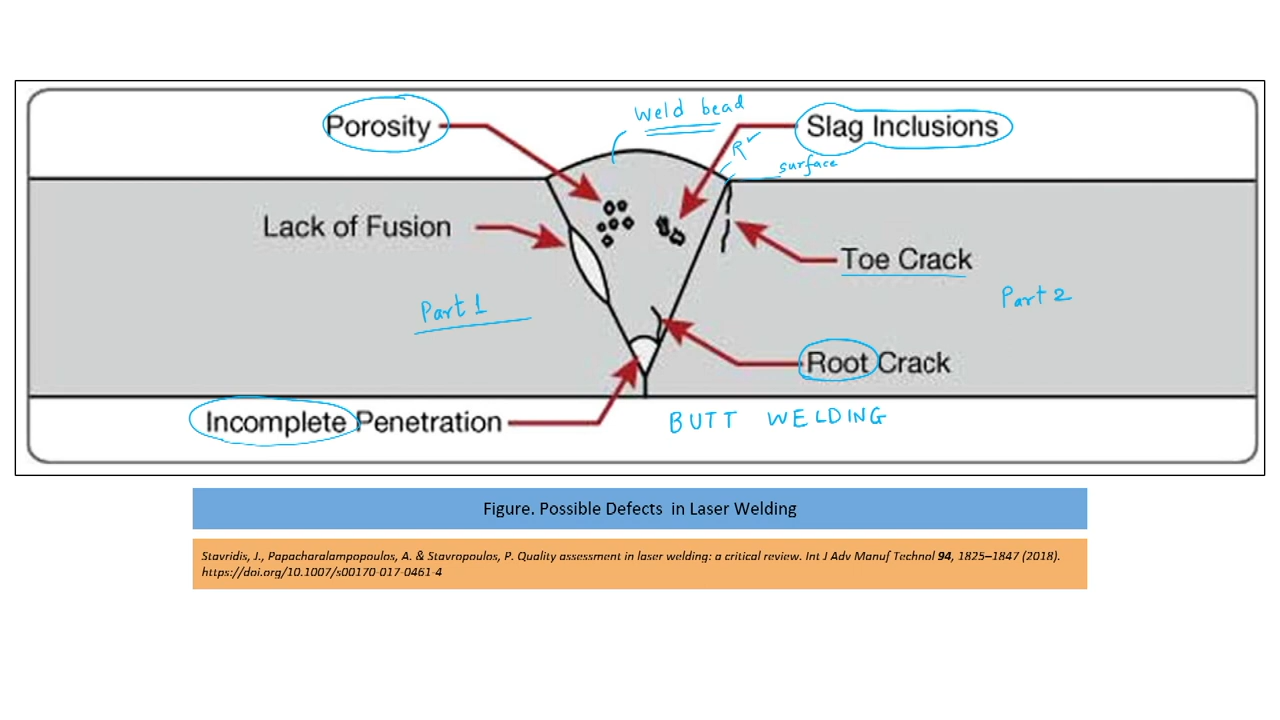 Weld bead
Porosity
Slag Inclusions
R
surface
Lack of Fusion
Toe Crack
Part 1
Part 2
Root Crack
Incomplete Penetration
BUTT WELDING
Figure. Possible Defects in Laser Welding
Stavridis, J., Papacharalampopoulos, A. & Stavropoulos, P. Quality assessment in laser welding: a critical review. Int J Adv Manuf Technol 94, 1825–1847 (2018).
https://doi.org/10.1007/s00170-017-0461-4